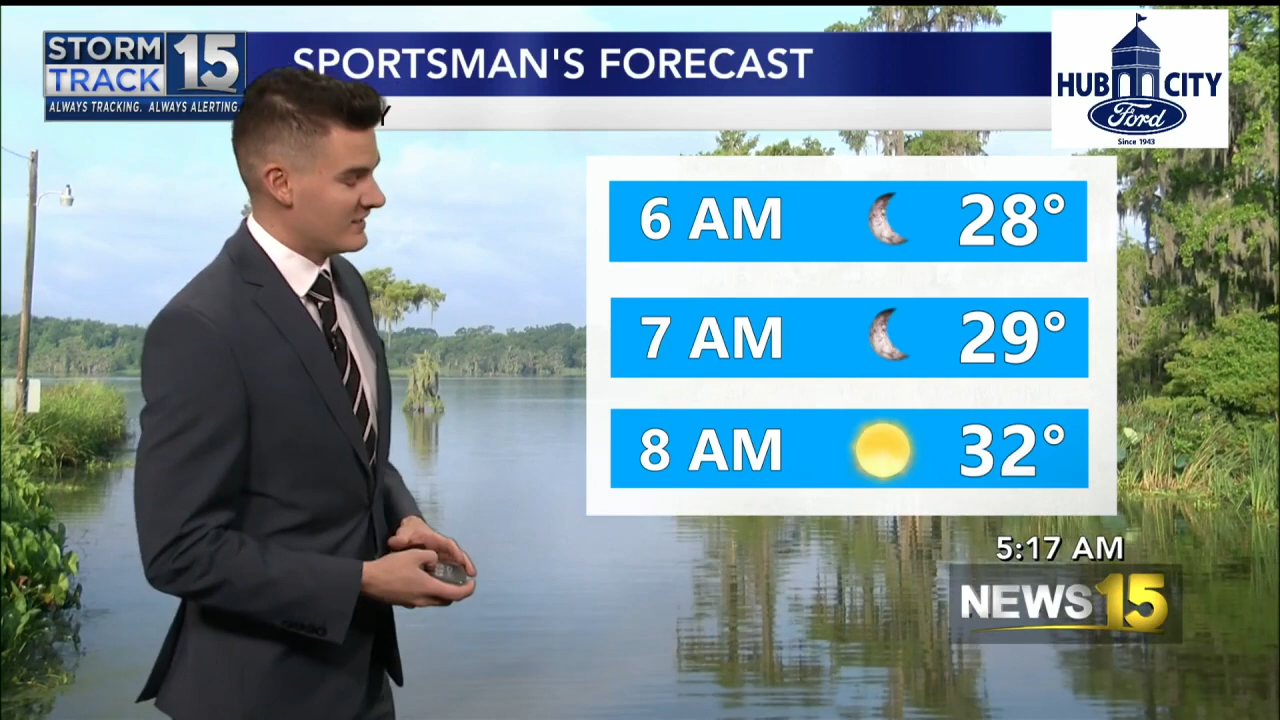 STORM
TRACK
15
ALWAYS TRACKING. ALWAYS ALERTING.
SPORTSMAN'S FORECAST
HUB CITY
Ford
Since 1943
6 AM 28°
7 AM 29°
8 AM 32°
5:17 AM
NEWS15